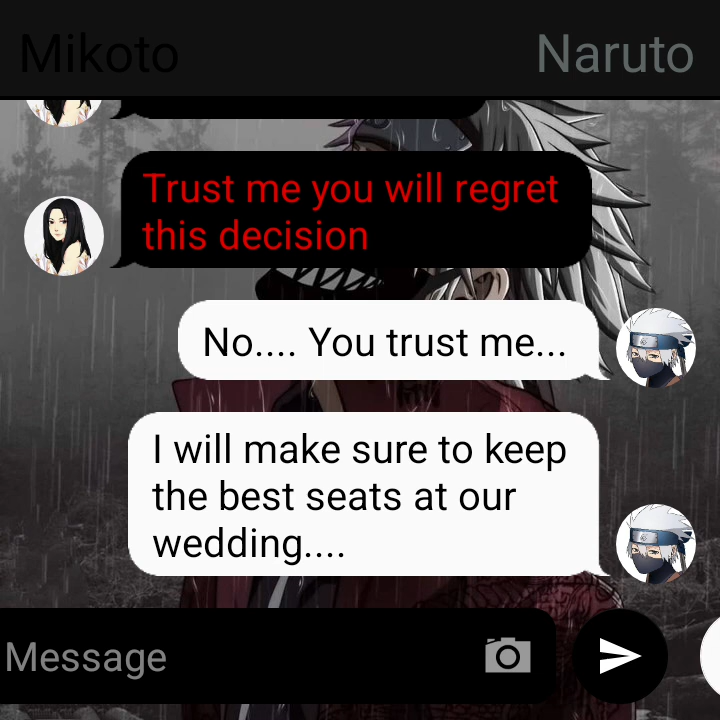 Mikoto
Naruto
Trust me you will regret
this decision
No.... You trust me...
I will make sure to keep
the best seats at our
wedding....
Message